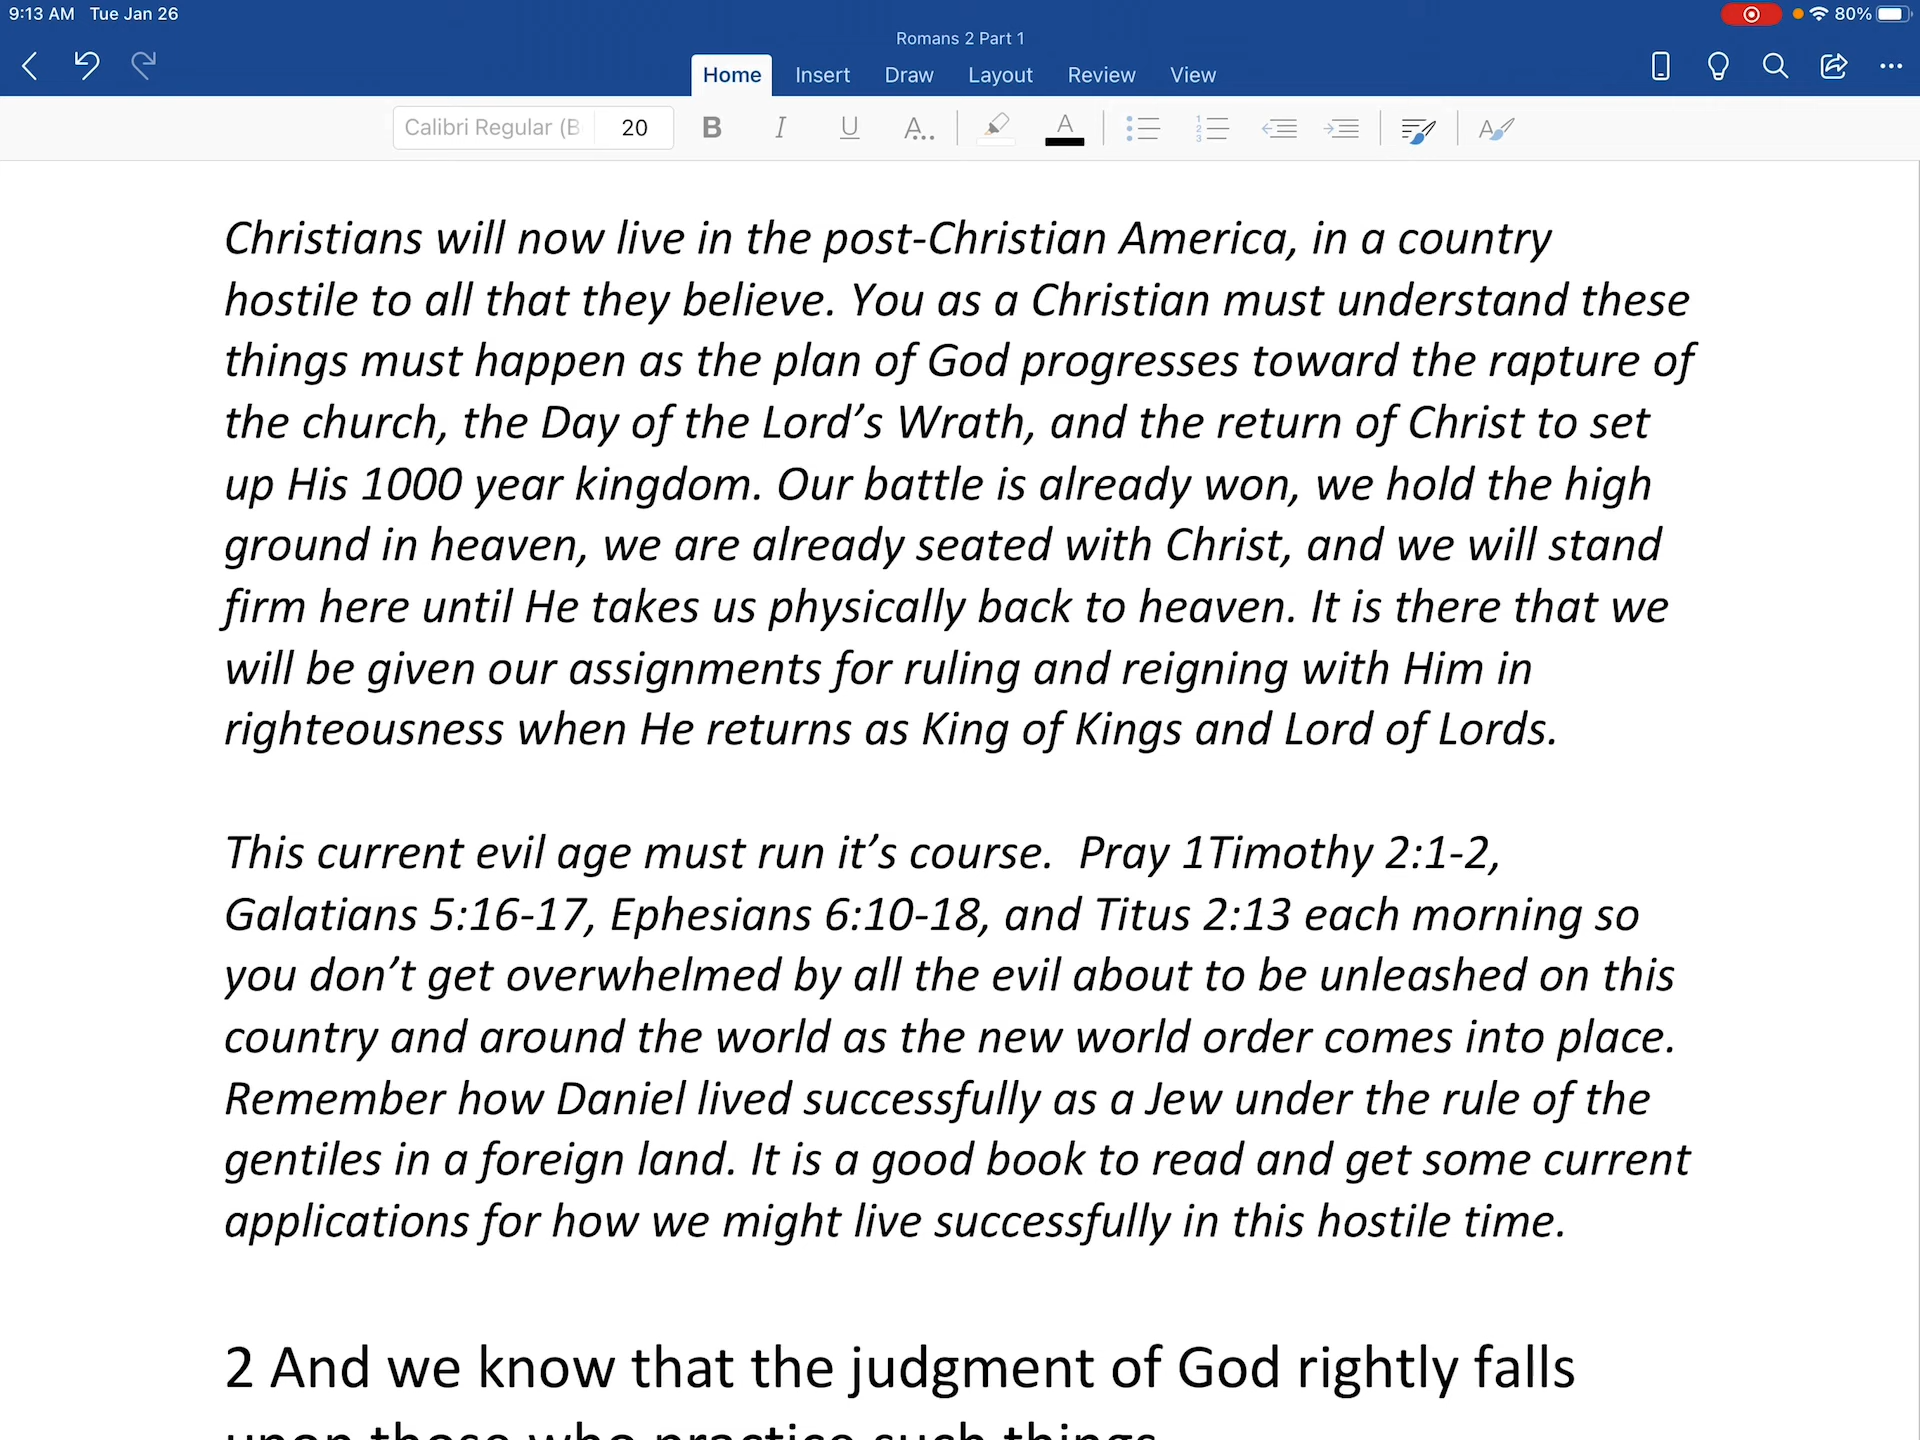 9:13 AM Tue Jan 26
80%
Romans 2 Part 1
Home Insert Draw Layout Review View
Calibri Regular (B 20 B I U A.. A A
Christians will now live in the post-Christian America, in a country
hostile to all that they believe. You as a Christian must understand these
things must happen as the plan of God progresses toward the rapture of
the church, the Day of the Lord’s Wrath, and the return of Christ to set
up His 1000 year kingdom. Our battle is already won, we hold the high
ground in heaven, we are already seated with Christ, and we will stand
firm here until He takes us physically back to heaven. It is there that we
will be given our assignments for ruling and reigning with Him in
righteousness when He returns as King of Kings and Lord of Lords.
This current evil age must run it’s course.  Pray 1Timothy 2:1-2,
Galatians 5:16-17, Ephesians 6:10-18, and Titus 2:13 each morning so
you don’t get overwhelmed by all the evil about to be unleashed on this
country and around the world as the new world order comes into place.
Remember how Daniel lived successfully as a Jew under the rule of the
gentiles in a foreign land. It is a good book to read and get some current
applications for how we might live successfully in this hostile time.
2 And we know that the judgment of God rightly falls
upon those who practice such things